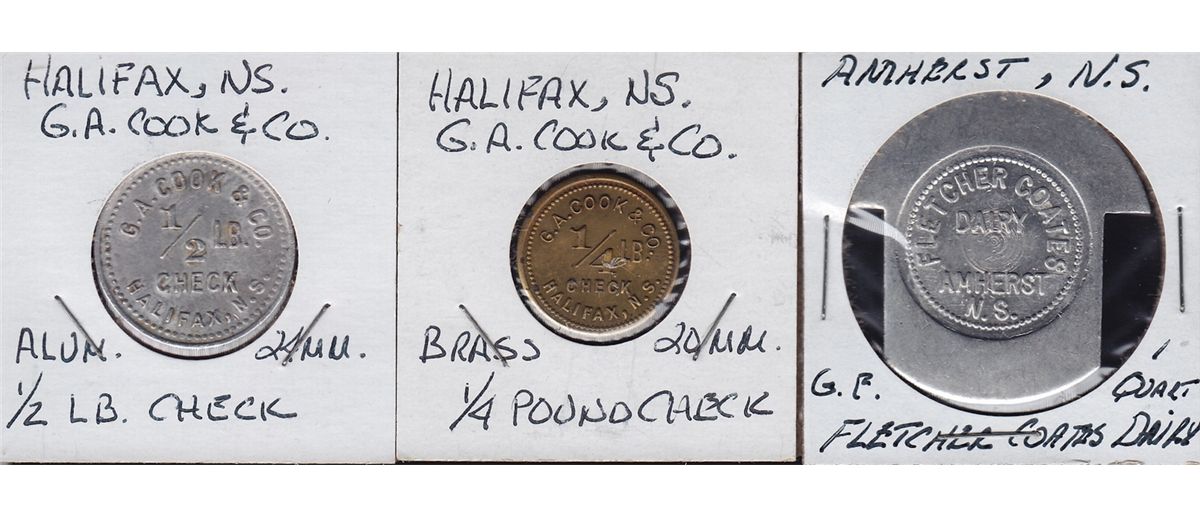 HALIFAX, NS.
G.A. COOK & CO.
G.A. COOK & CO.
1/2 LB.
CHECK
HALIFAX, N.S.
ALUM. 24MM.
1/2 LB. CHECK
HALIFAX, NS.
G.A. COOK & CO.
G.A. COOK & CO.
1/4 LB.
CHECK
HALIFAX, N.S.
BRASS 20MM.
1/4 POUND CHECK
AMHERST, N.S.
FLETCHER COATES
DAIRY
AMHERST
N.S.
G.F. 1 QUART
FLETCHER COATES DAIRY